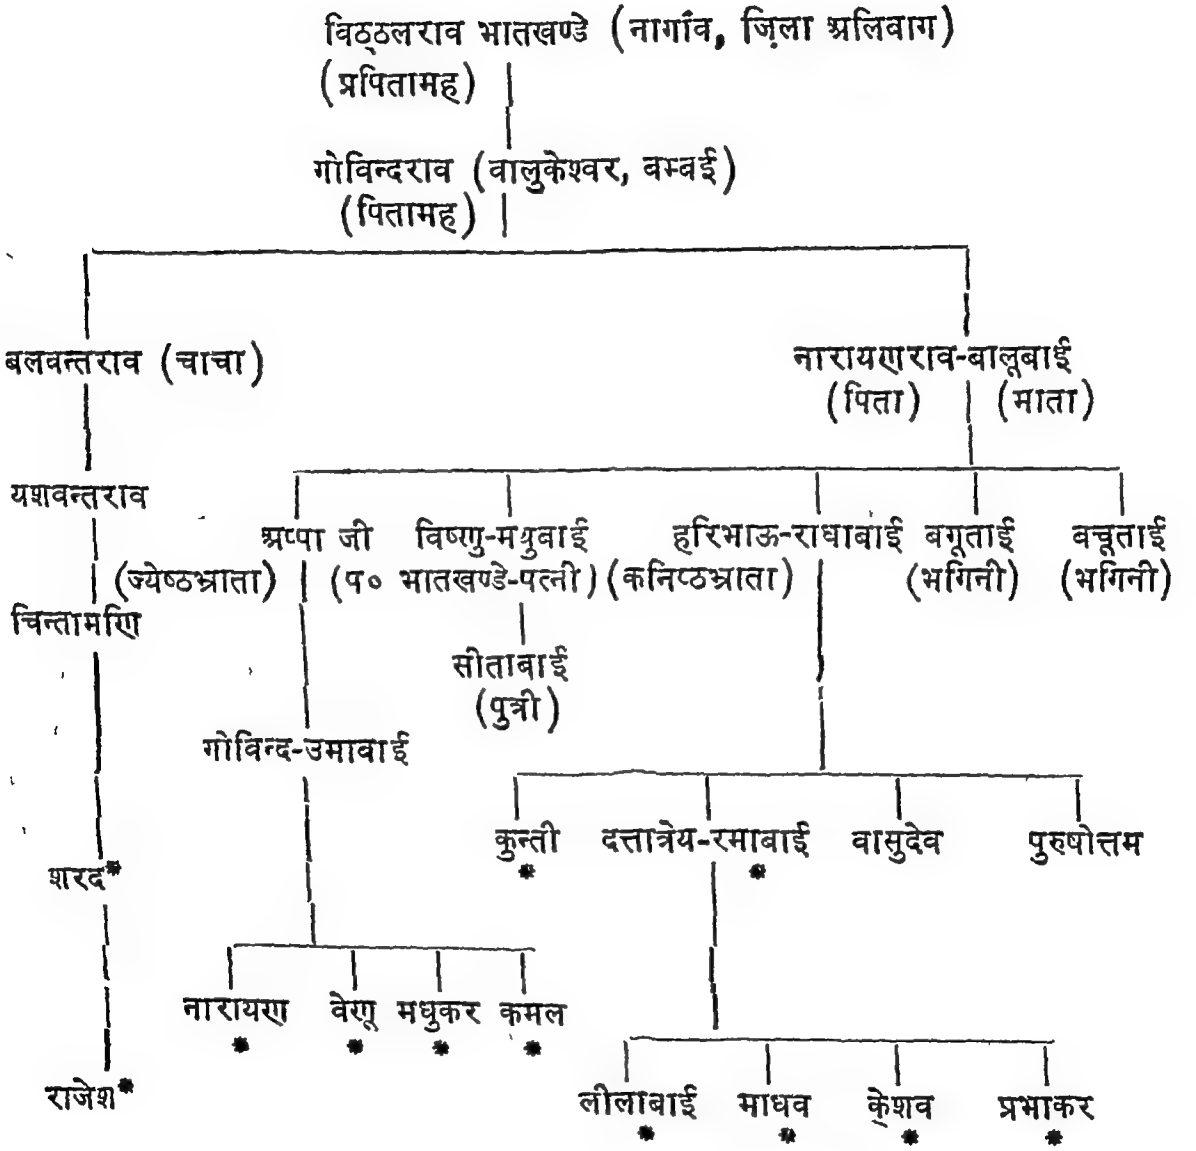 विठ्ठलराव भातखण्डे (नागाँव, ज़िला अलिबाग)
(प्रपितामह)
गोविन्दराव (वालुकेश्वर, बम्बई)
(पितामह)
बलवन्तराव (चाचा)
नारायणराव-बालूबाई
(पिता) (माता)
यशवन्तराव
अप्पा जी विष्णु-मथुबाई हरिभाऊ-राधाबाई बगूताई बचूताई
(ज्येष्ठभ्राता) (प० भातखण्डे-पत्नी) (कनिष्ठभ्राता) (भगिनी) (भगिनी)
चिन्तामणि
सीताबाई
(पुत्री)
गोविन्द-उमाबाई
कुन्ती दत्तात्रेय-रमाबाई वासुदेव पुरुषोत्तम
* *
शरद*
नारायण वेणू मधुकर कमल
* * * *
राजेश*
लीलाबाई माधव केशव प्रभाकर
* * * *